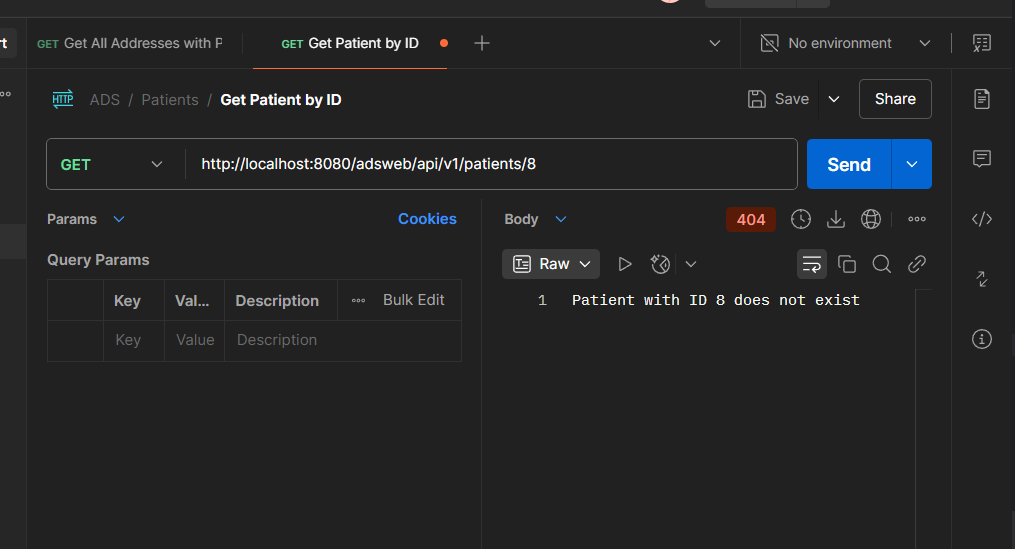 rt
GET Get All Addresses with P
GET Get Patient by ID
No environment
HTTP ADS / Patients / Get Patient by ID
Save
Share
GET http://localhost:8080/adsweb/api/v1/patients/8
Send
Params
Cookies
Body
404
Query Params
Raw
Key Val... Description Bulk Edit
Key Value Description
1 Patient with ID 8 does not exist